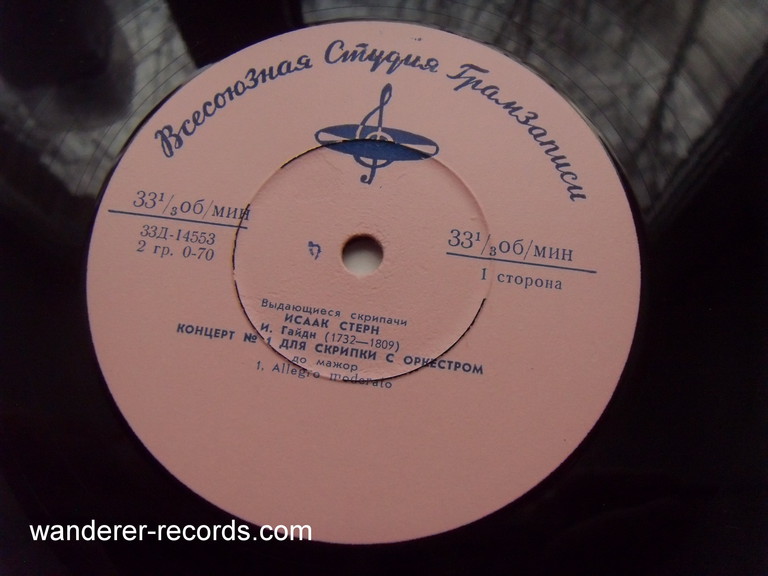 Всесоюзная Студия Грамзаписи
33¹/₃об/мин
33Д-14553
2 гр. 0-70
33¹/₃об/мин
1 сторона
Выдающиеся скрипачи
ИСААК СТЕРН
И. Гайдн (1732—1809)
КОНЦЕРТ № 1 ДЛЯ СКРИПКИ С ОРКЕСТРОМ
до мажор
1. Allegro moderato
wanderer-records.com